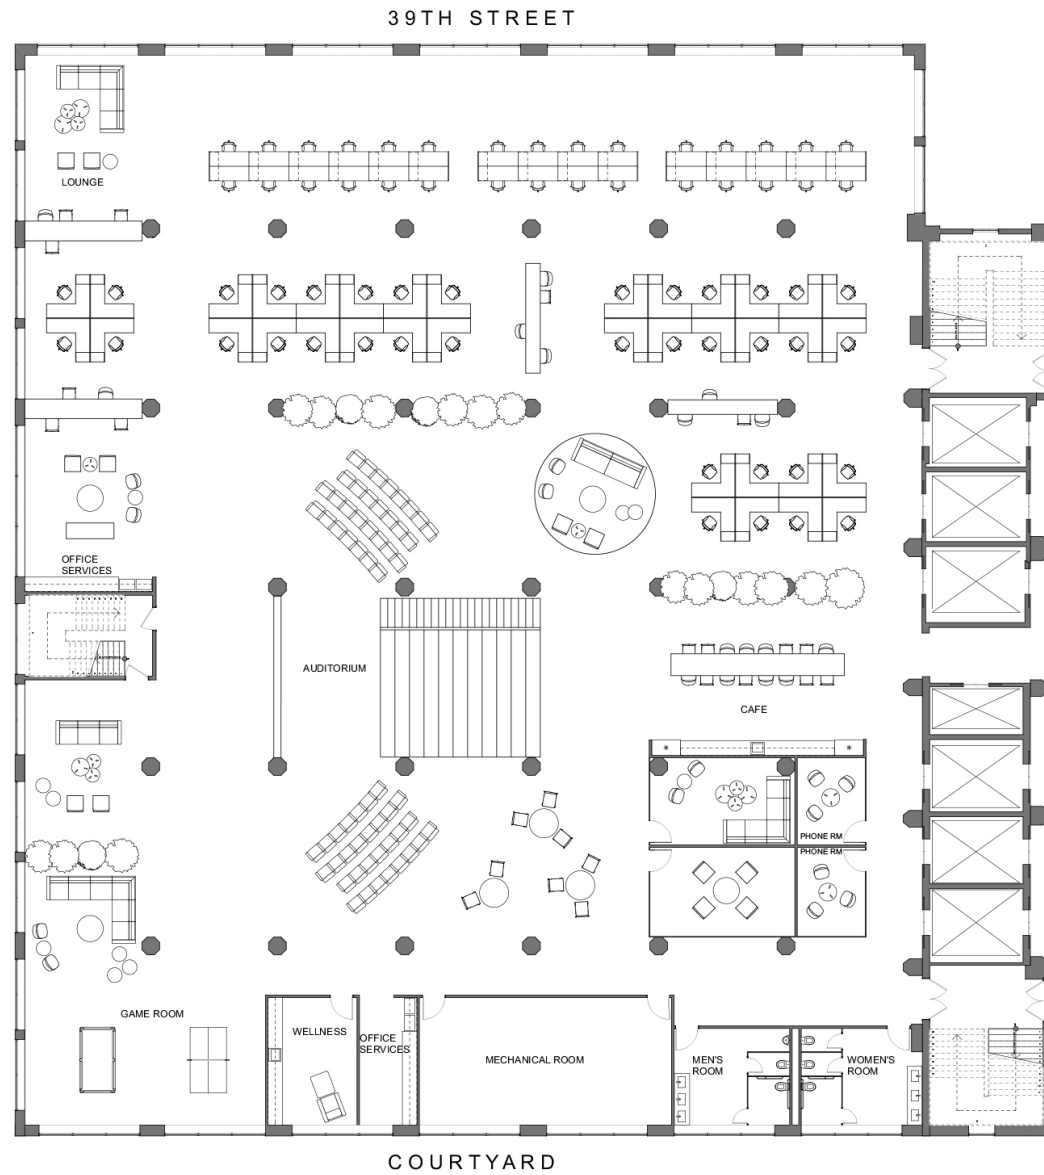 39TH STREET
LOUNGE
OFFICE
SERVICES
AUDITORIUM
CAFE
PHONE RM
PHONE RM
GAME ROOM
WELLNESS
OFFICE
SERVICES
MECHANICAL ROOM
MEN'S
ROOM
WOMEN'S
ROOM
COURTYARD